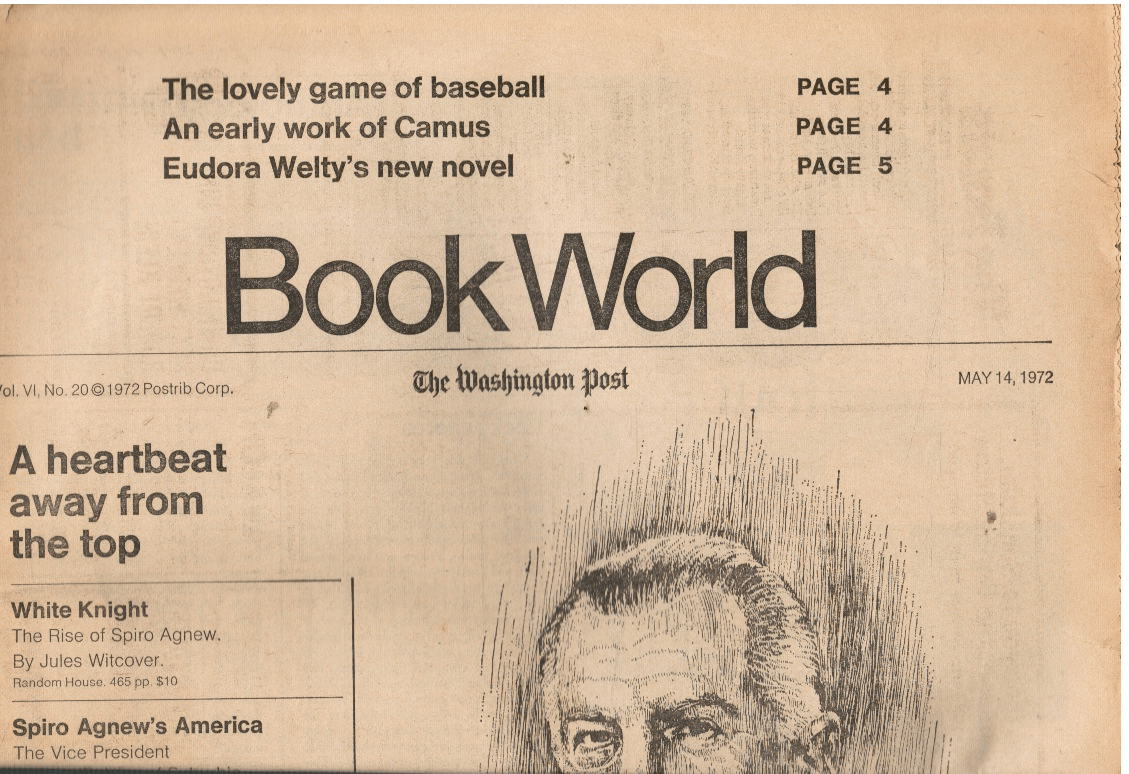 The lovely game of baseball PAGE 4
An early work of Camus PAGE 4
Eudora Welty's new novel PAGE 5
Book World
Vol. VI, No. 20 © 1972 Postrib Corp. The Washington Post MAY 14, 1972
A heartbeat
away from
the top
White Knight
The Rise of Spiro Agnew.
By Jules Witcover.
Random House. 465 pp. $10
Spiro Agnew's America
The Vice President